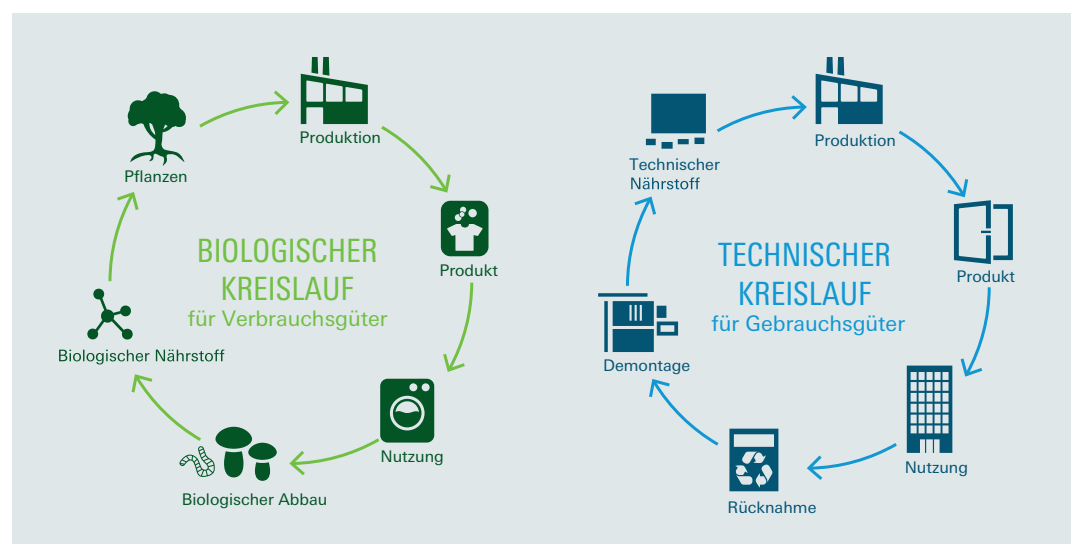 BIOLOGISCHER
KREISLAUF
für Verbrauchsgüter
Produktion
Produkt
Nutzung
Biologischer Abbau
Biologischer Nährstoff
Pflanzen
TECHNISCHER
KREISLAUF
für Gebrauchsgüter
Produktion
Produkt
Nutzung
Rücknahme
Demontage
Technischer
Nährstoff